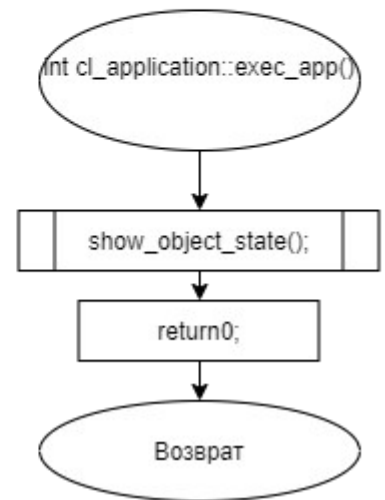 int cl_application::exec_app()
show_object_state();
return0;
Возврат